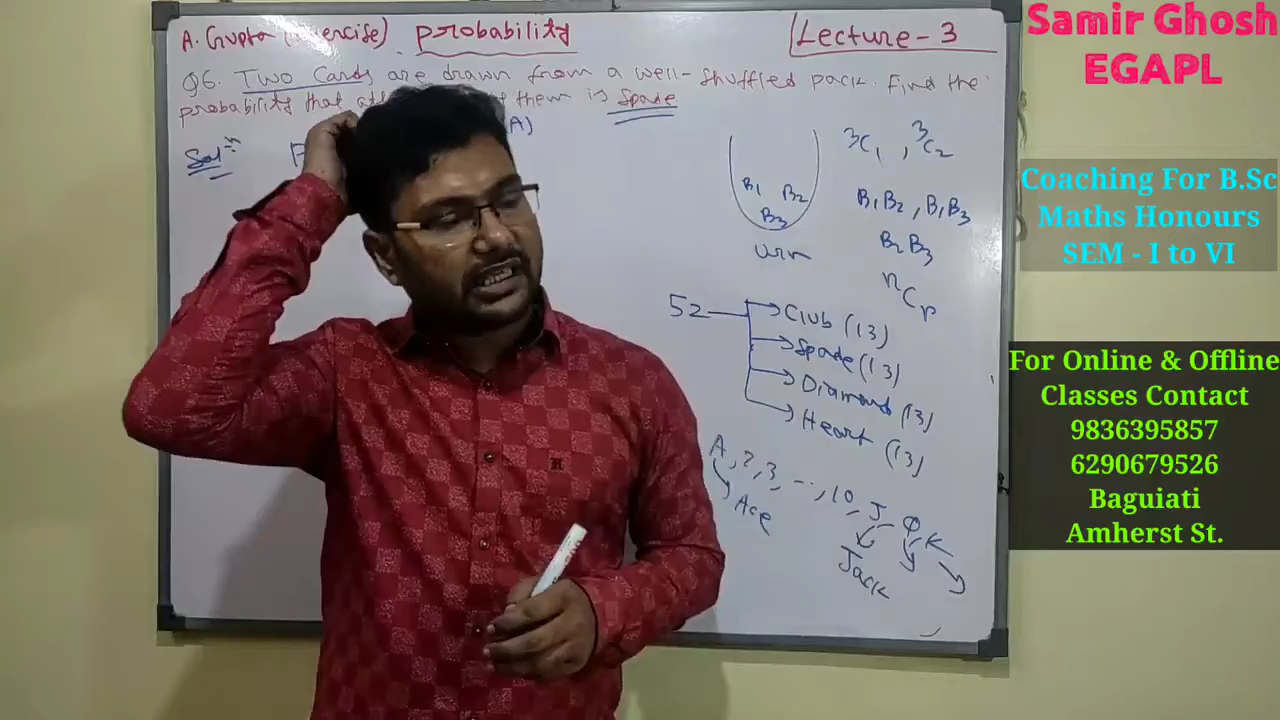 A. Gupta (Exercise) probability
Lecture-3
Q6. Two Cards are drawn from a well-shuffled pack. Find the
probability that them is Spade
Solⁿ:- P A)
B1 B2
B3
Urn
³C₁, ³C₂
B1B2, B1B3
B2B3
nCr
52
Club (13)
Spade (13)
Diamond (13)
Heart (13)
A, 2, 3, ..., 10, J Q K
Ace
Jack
Samir Ghosh
EGAPL
Coaching For B.Sc
Maths Honours
SEM - I to VI
For Online & Offline
Classes Contact
9836395857
6290679526
Baguiati
Amherst St.